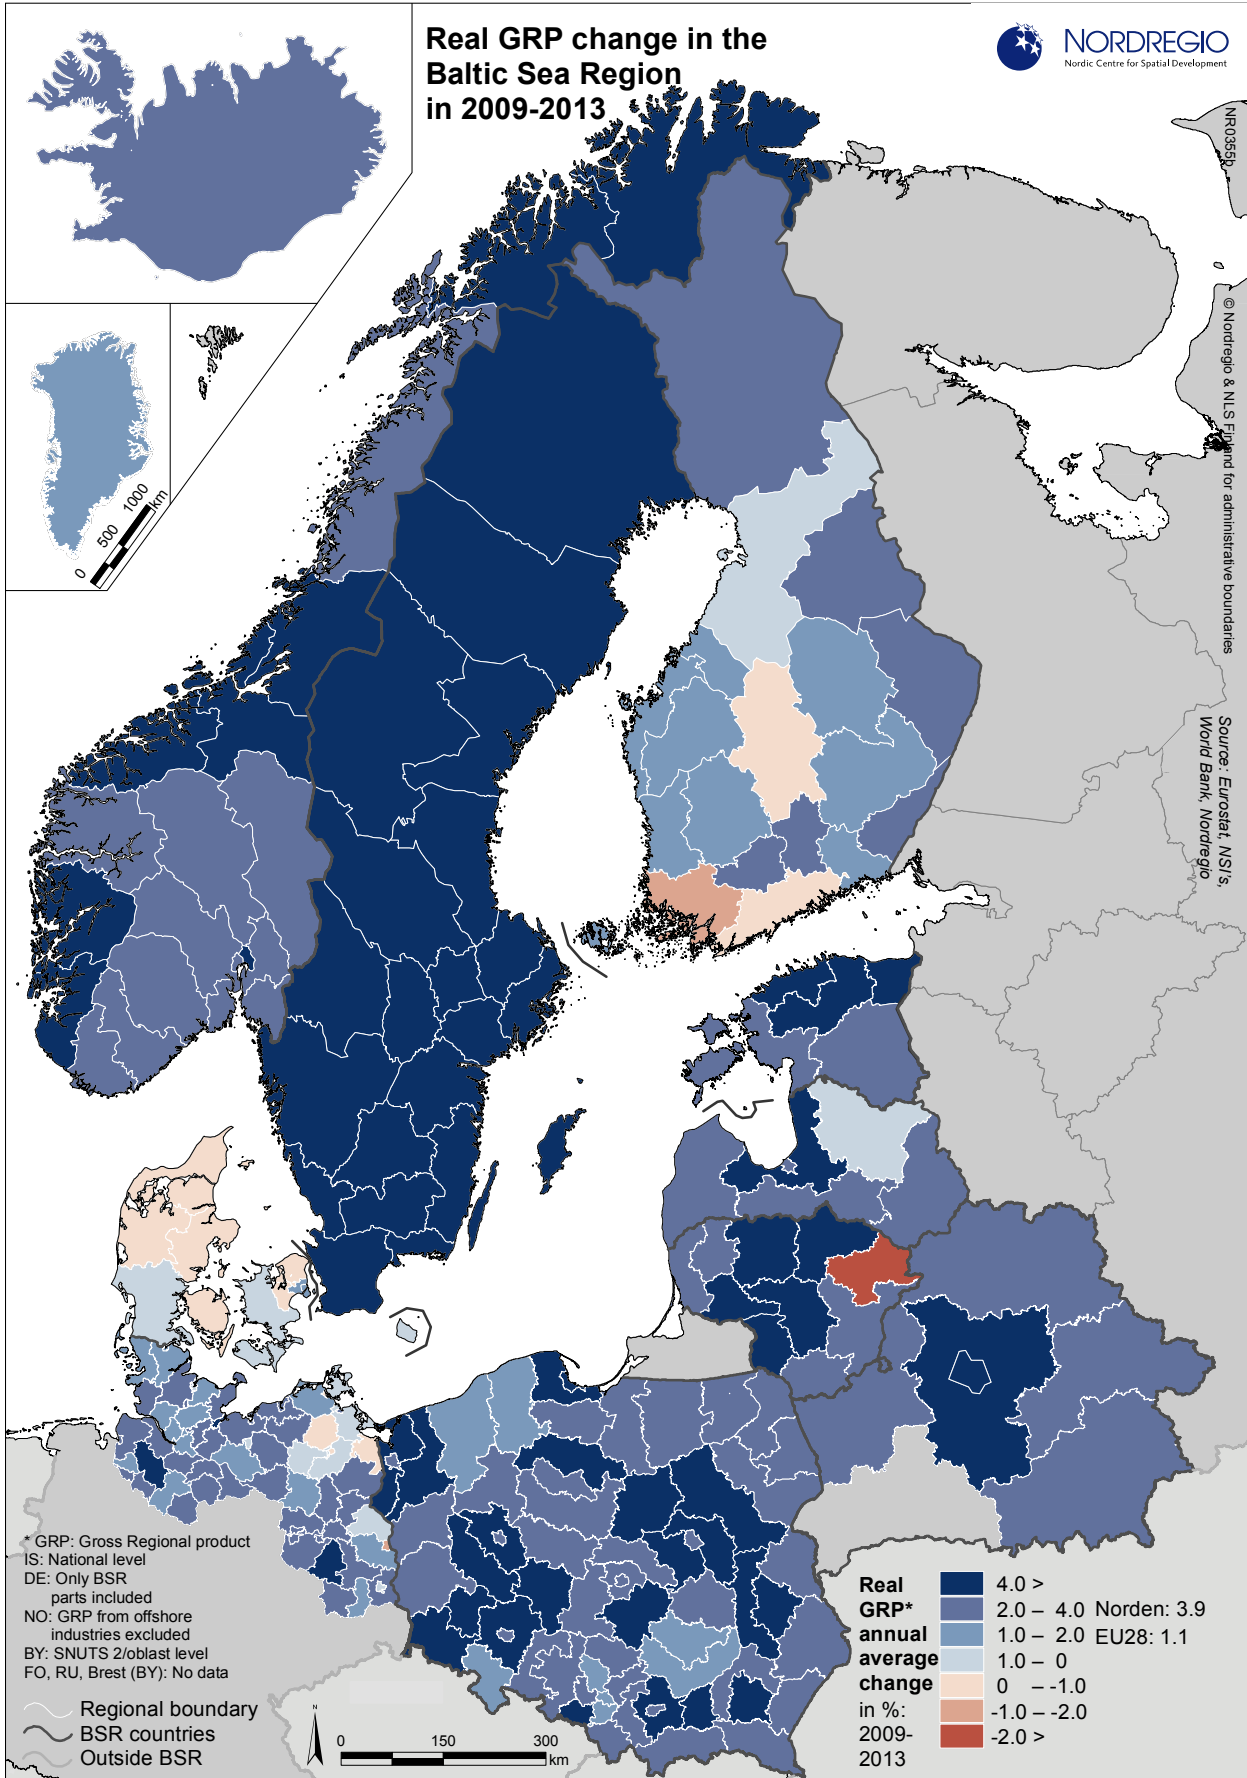 Real GRP change in the
Baltic Sea Region
in 2009-2013
NORDREGIO
Nordic Centre for Spatial Development
NR0355b
© Nordregio & NLS Finland for administrative boundaries
Source: Eurostat, NSI's,
World Bank, Nordregio
0 500 1000
km
* GRP: Gross Regional product
IS: National level
DE: Only BSR
parts included
NO: GRP from offshore
industries excluded
BY: SNUTS 2/oblast level
FO, RU, Brest (BY): No data
Regional boundary
BSR countries
Outside BSR
N
0 150 300
km
Real
GRP*
annual
average
change
in %:
2009-
2013
4.0 >
2.0 – 4.0
1.0 – 2.0
1.0 – 0
0 – -1.0
-1.0 – -2.0
-2.0 >
Norden: 3.9
EU28: 1.1